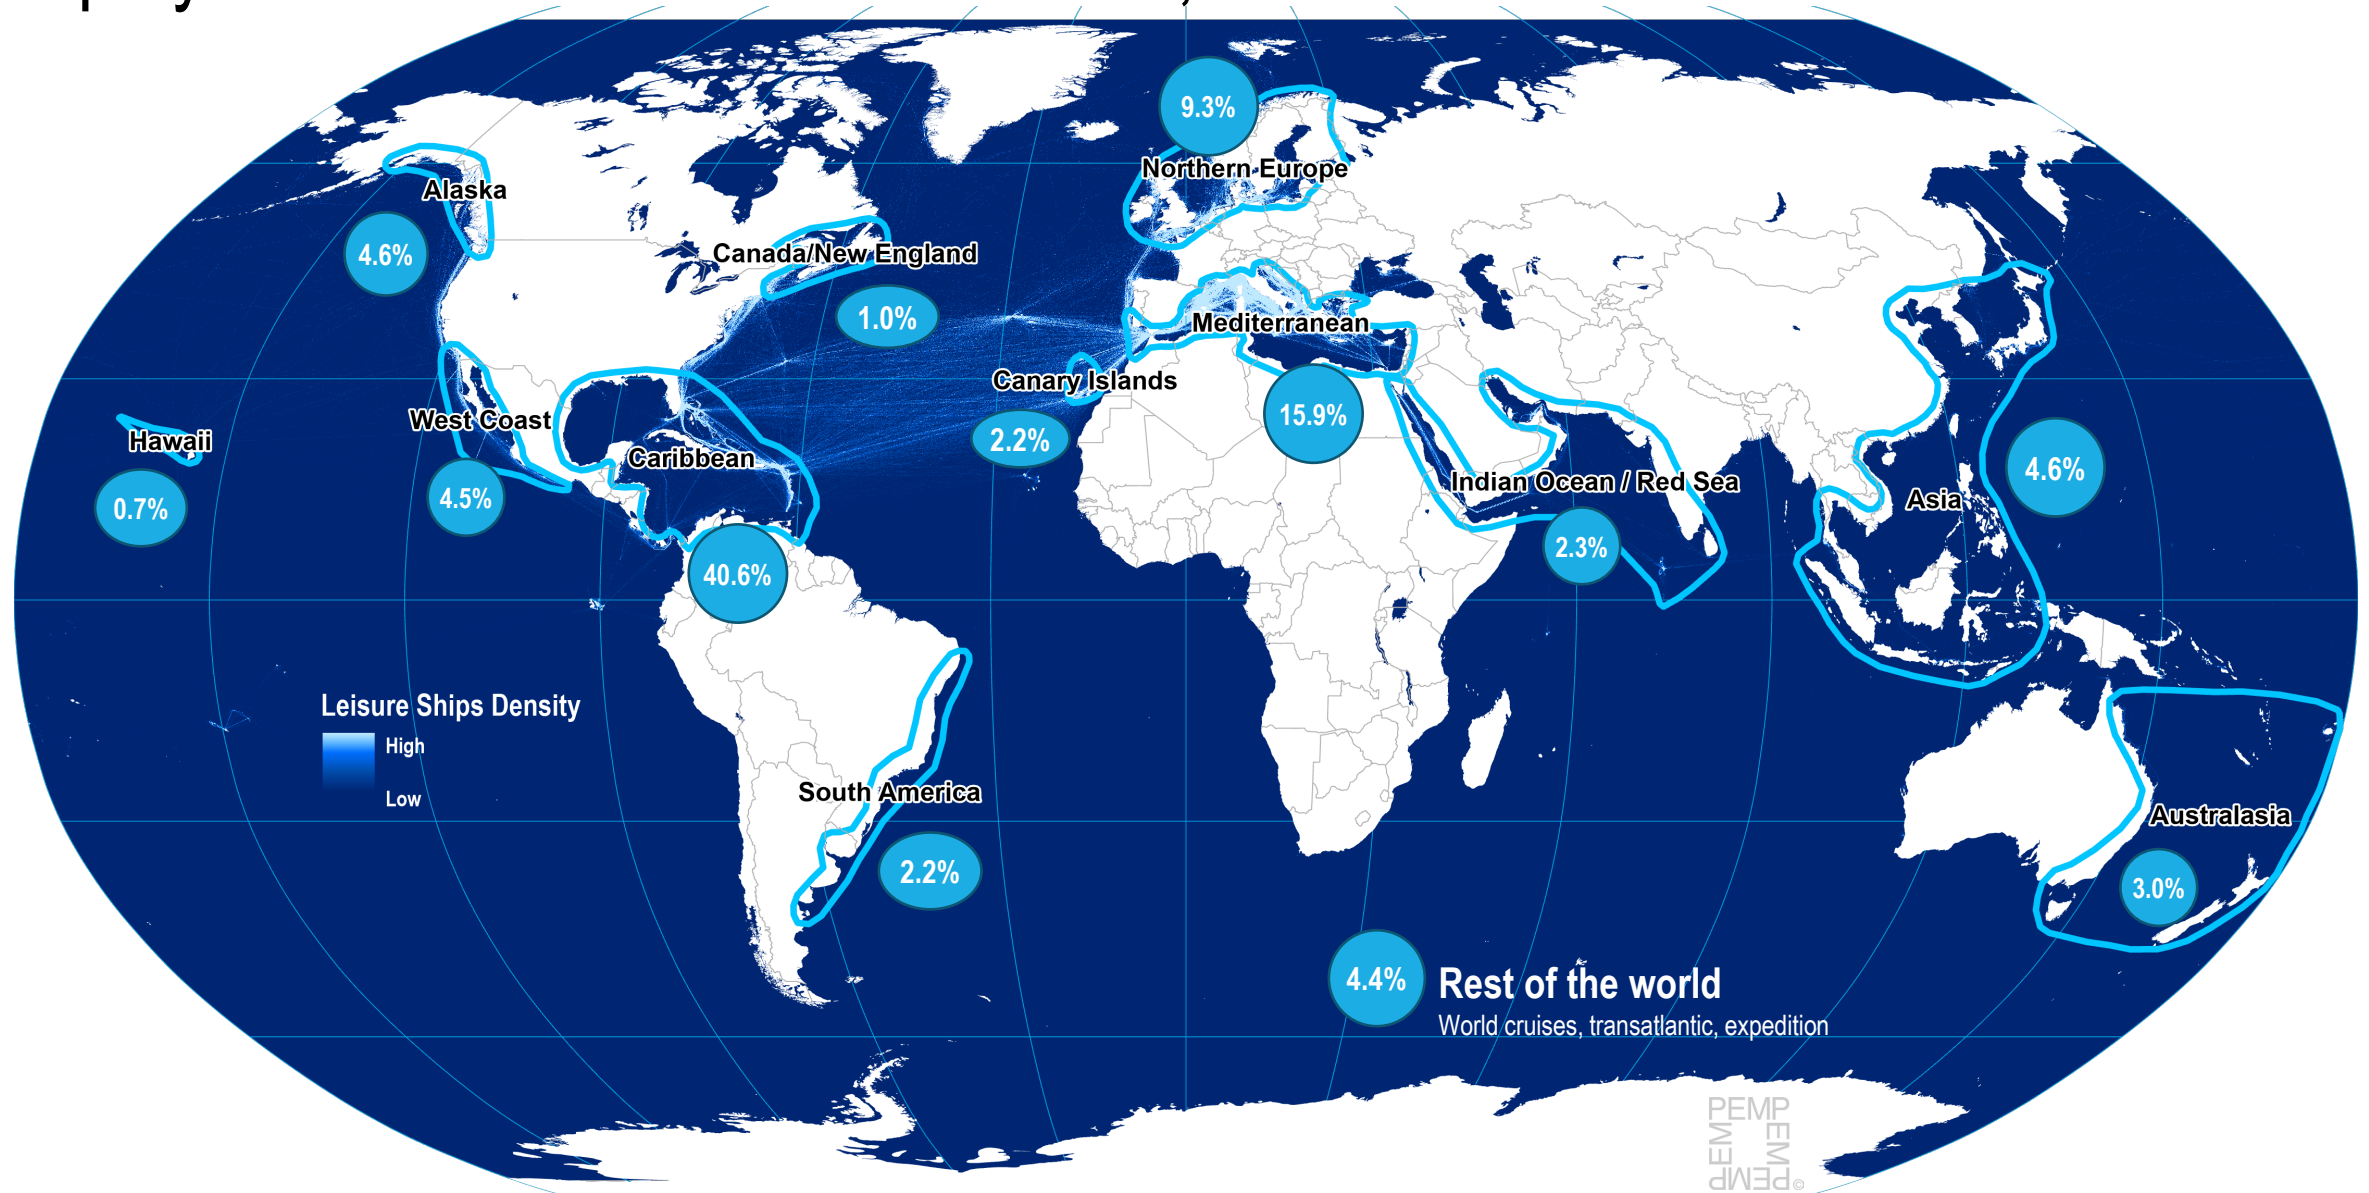 9.3%
Northern Europe
Alaska
4.6%
Canada/New England
1.0%
Mediterranean
15.9%
Canary Islands
2.2%
West Coast
4.5%
Hawaii
0.7%
Caribbean
40.6%
Indian Ocean / Red Sea
2.3%
Asia
4.6%
Leisure Ships Density
High
Low
South America
2.2%
Australasia
3.0%
4.4%
Rest of the world
World cruises, transatlantic, expedition
PEMP
PEMP
PEMP
PEMP©